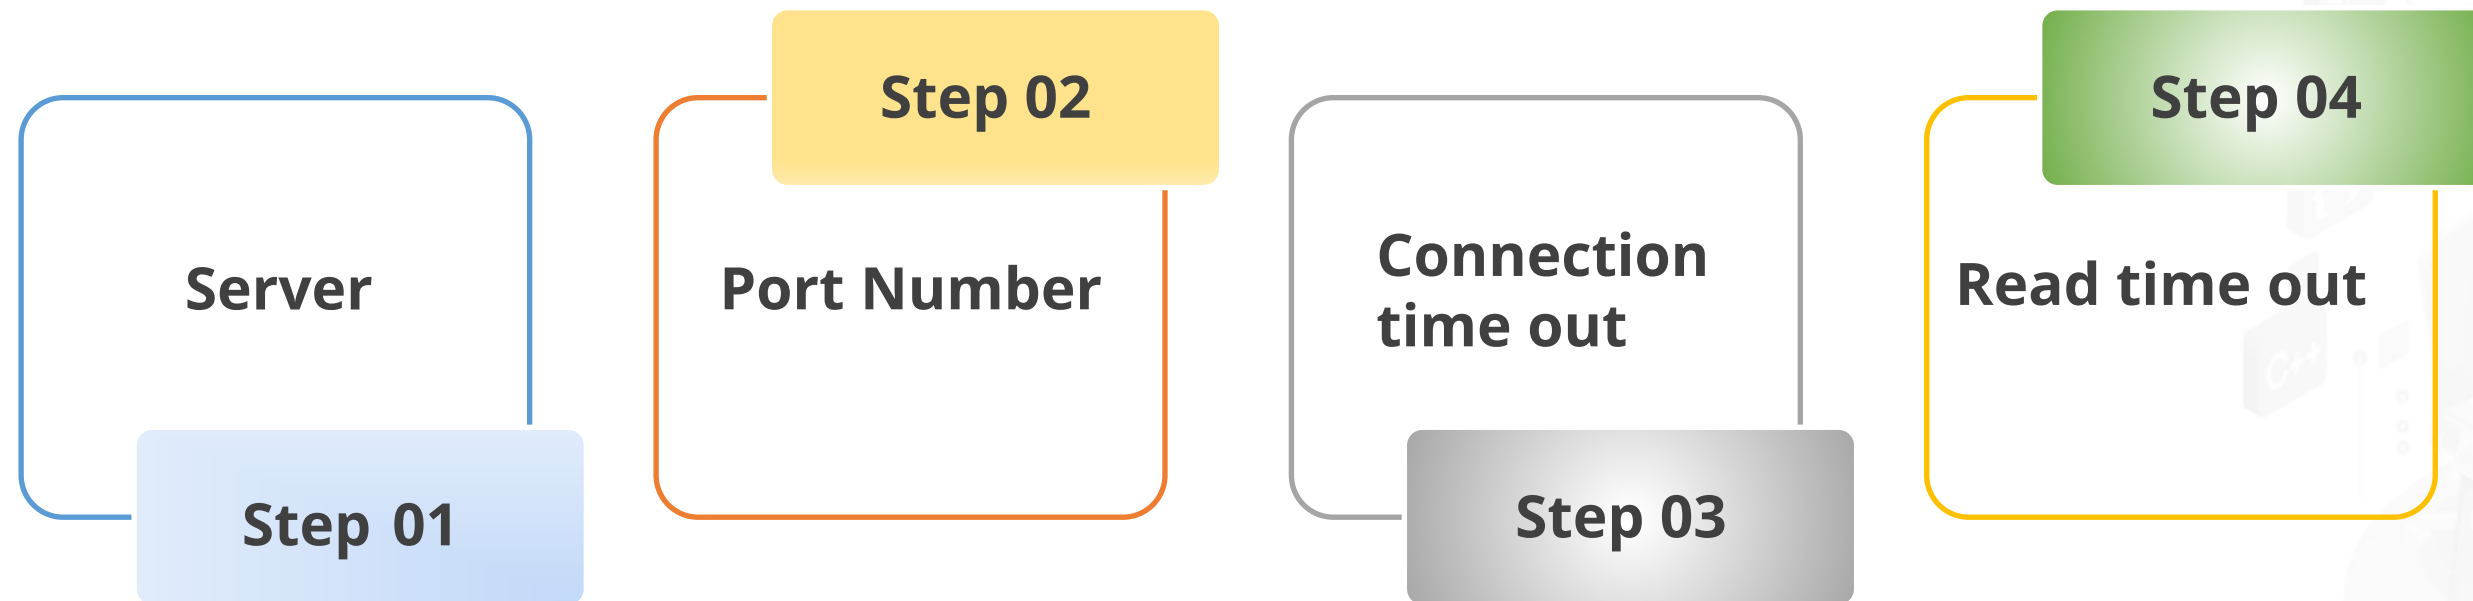 Server
Step 01
Step 02
Port Number
Connection
time out
Step 03
Step 04
Read time out
C++